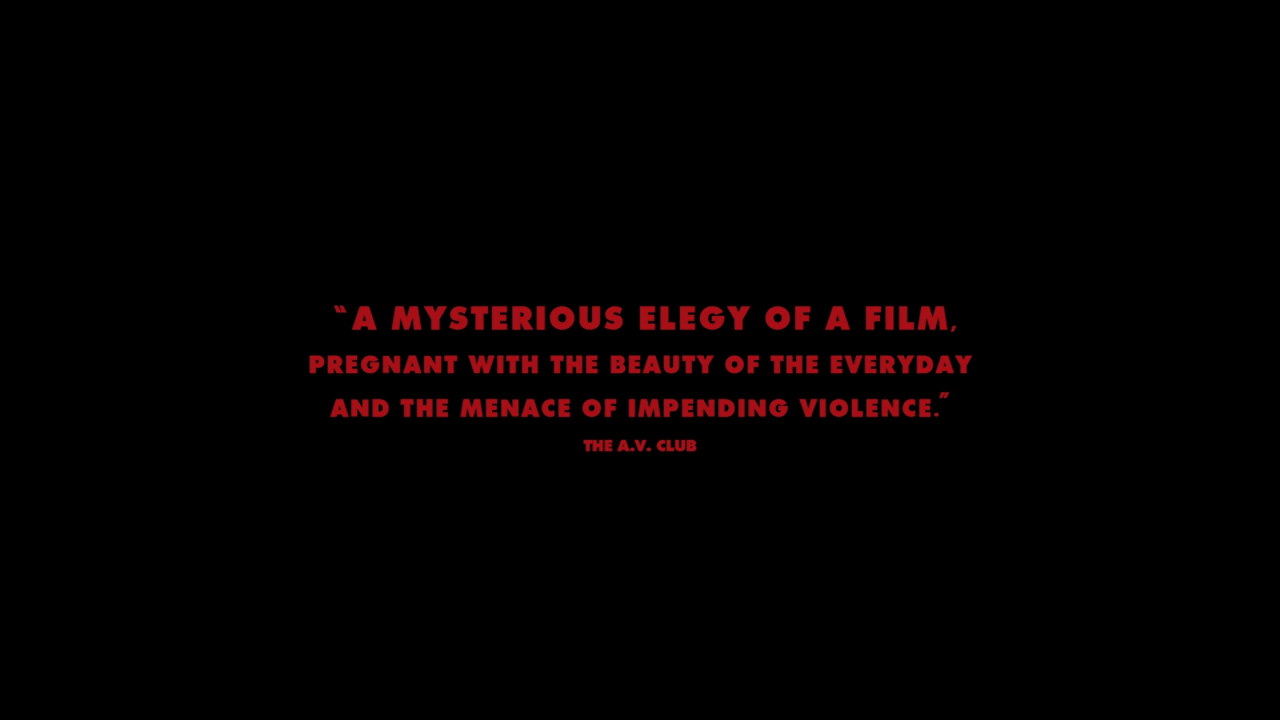 “A MYSTERIOUS ELEGY OF A FILM,
PREGNANT WITH THE BEAUTY OF THE EVERYDAY
AND THE MENACE OF IMPENDING VIOLENCE.”
THE A.V. CLUB